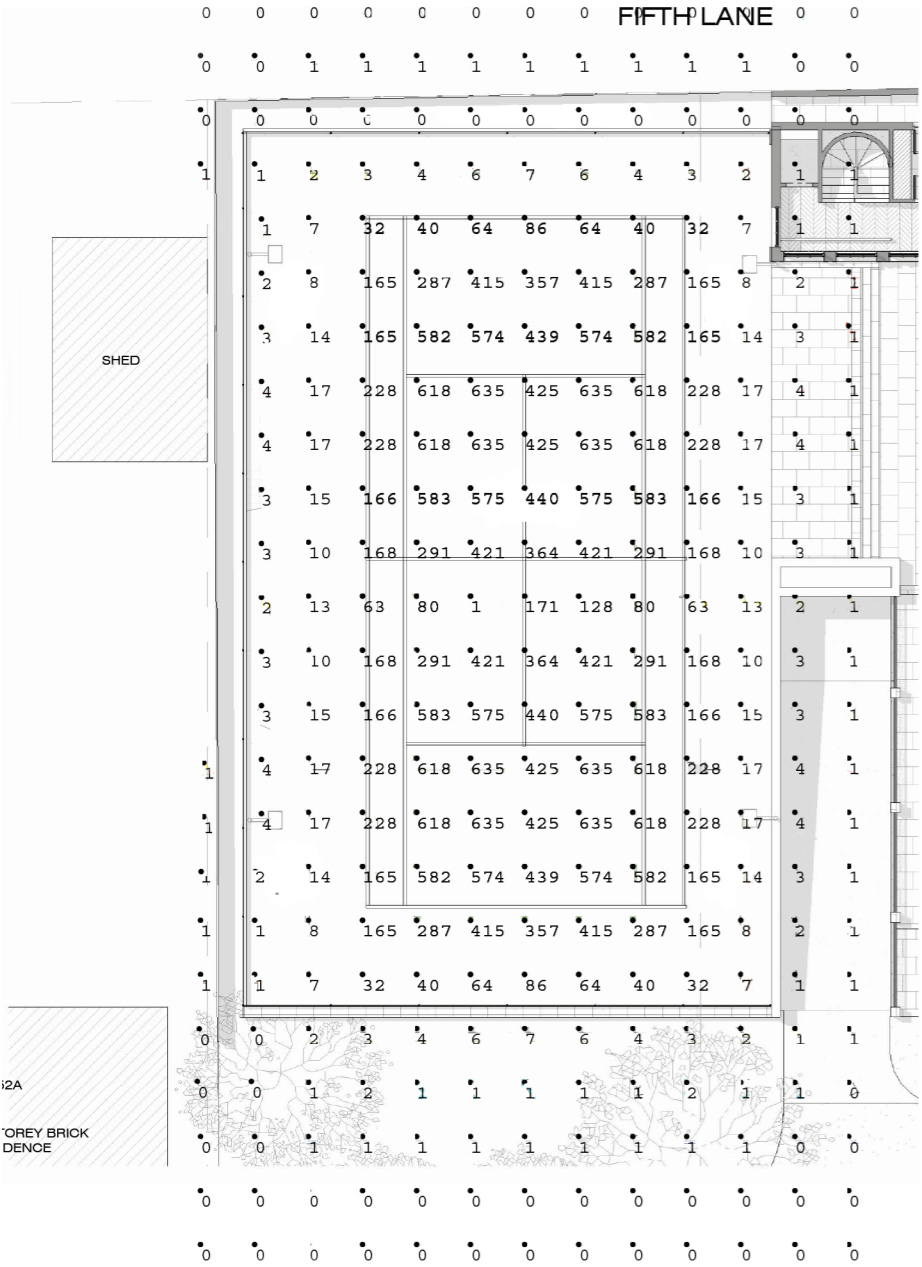 0 0 0 0 0 0 0 0 0 0 0 0 0
FIFTH LANE
0 0 1 1 1 1 1 1 1 1 1 0 0
0 0 0 0 0 0 0 0 0 0 0 0
1 1 2 3 4 6 7 6 4 3 2 1 1
1 7 32 40 64 86 64 40 32 7 1 1
2 8 165 287 415 357 415 287 165 8 2 1
3 14 165 582 574 439 574 582 165 14 3 1
SHED
4 17 228 618 635 425 635 618 228 17 4 1
4 17 228 618 635 425 635 618 228 17 4 1
3 15 166 583 575 440 575 583 166 15 3 1
3 10 168 291 421 364 421 291 168 10 3 1
2 13 63 80 1 171 128 80 63 13 2 1
3 10 168 291 421 364 421 291 168 10 3 1
3 15 166 583 575 440 575 583 166 15 3 1
1 4 17 228 618 635 425 635 618 228 17 4 1
1 4 17 228 618 635 425 635 618 228 17 4 1
1 2 14 165 582 574 439 574 582 165 14 3 1
1 1 8 165 287 415 357 415 287 165 8 2 1
1 1 7 32 40 64 86 64 40 32 7 1 1
0 0 2 3 4 6 7 6 4 3 2 1 1
52A
0 0 1 2 1 1 1 1 1 2 1 1 0
OREY BRICK
DENCE
0 0 1 1 1 1 1 1 1 1 1 0 0
0 0 0 0 0 0 0 0 0 0 0 0 0
0 0 0 0 0 0 0 0 0 0 0 0 0